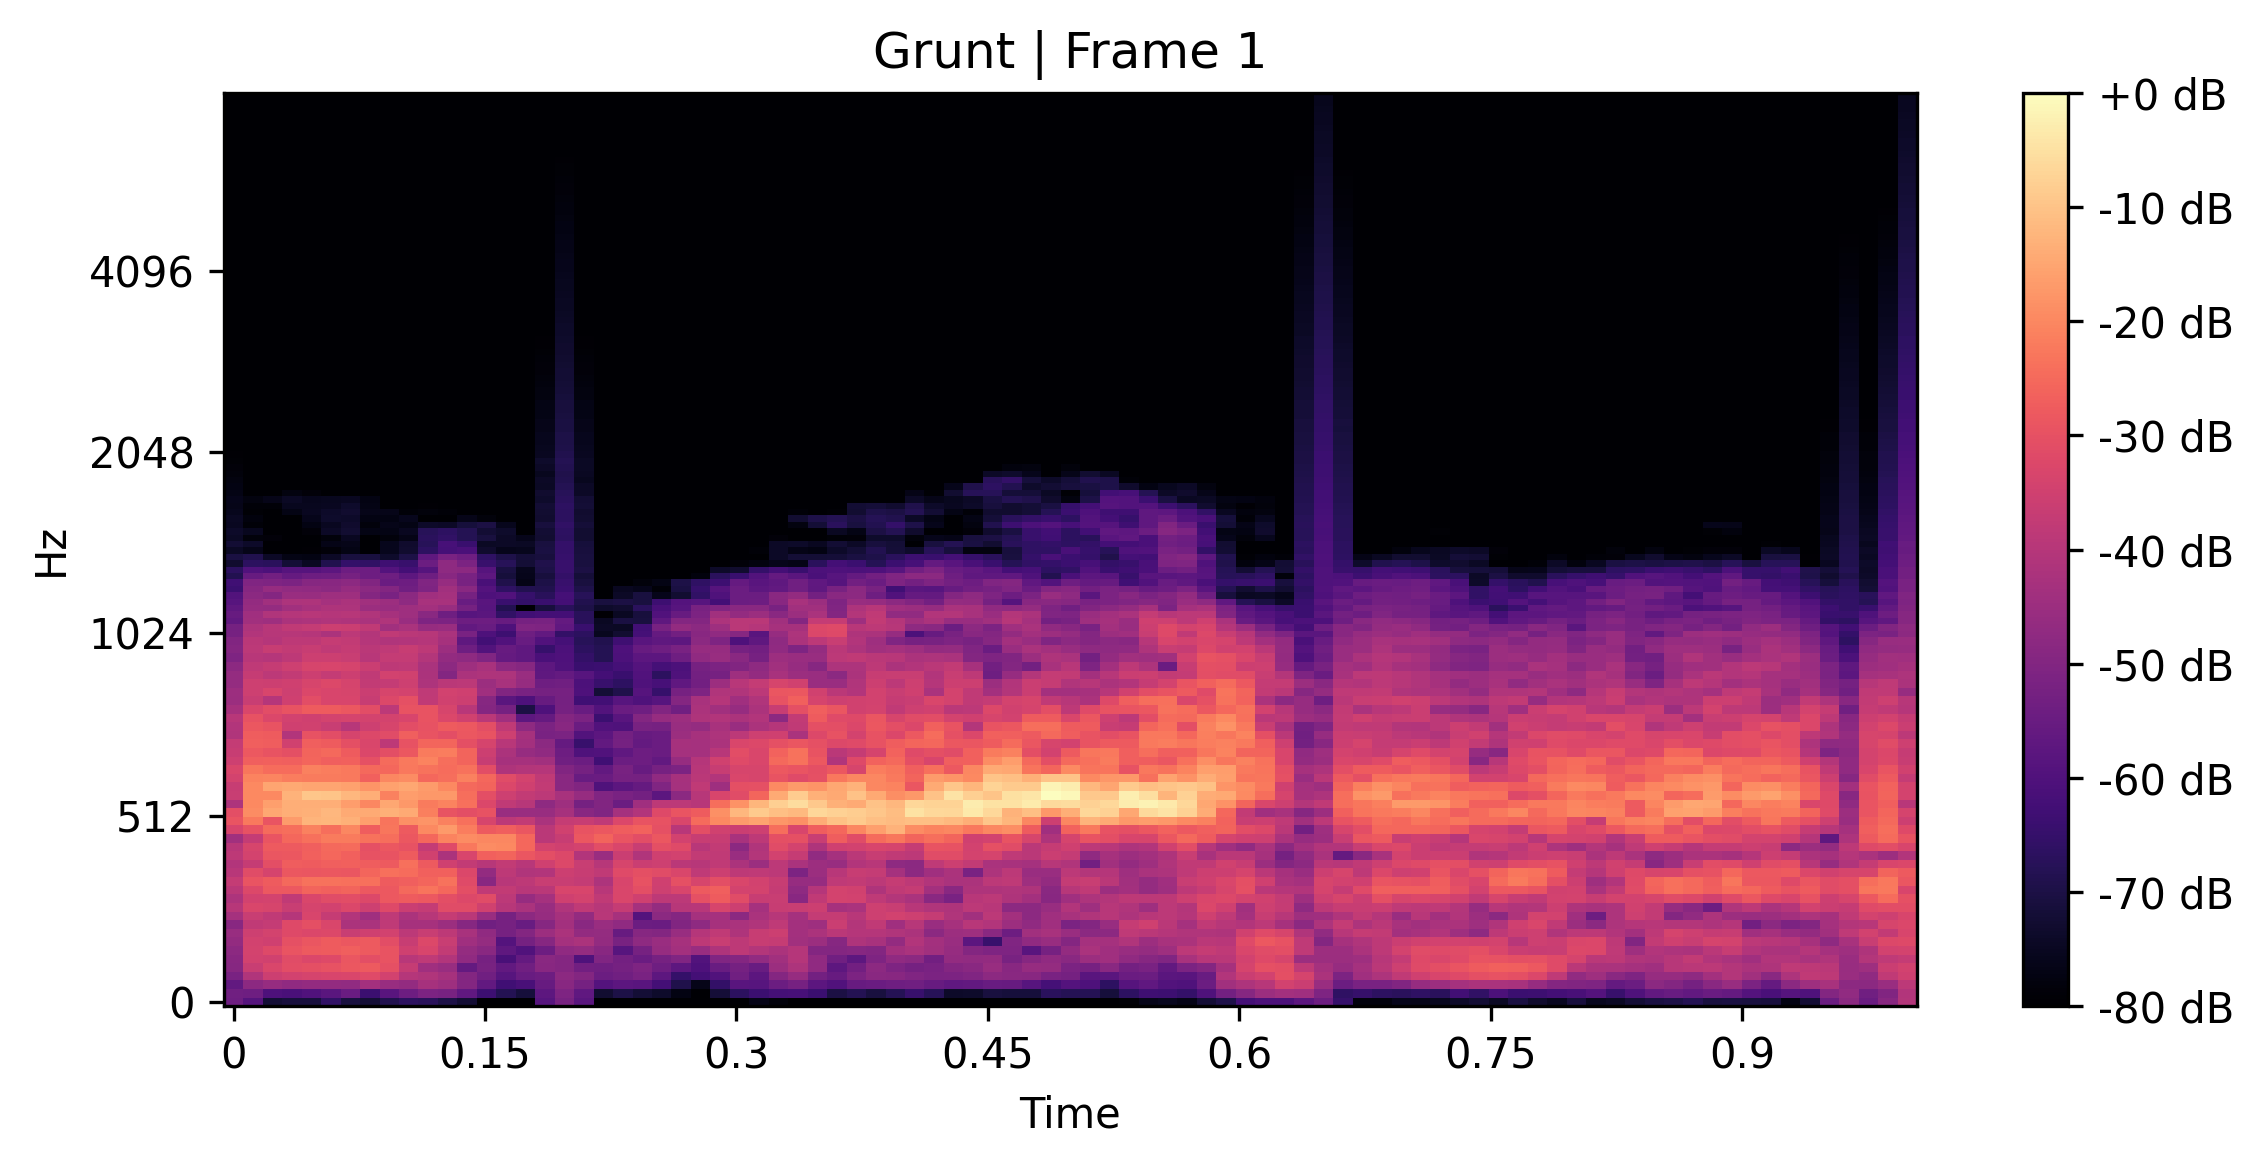 Grunt | Frame 1
Hz
4096
2048
1024
512
0
0 0.15 0.3 0.45 0.6 0.75 0.9
Time
+0 dB
-10 dB
-20 dB
-30 dB
-40 dB
-50 dB
-60 dB
-70 dB
-80 dB